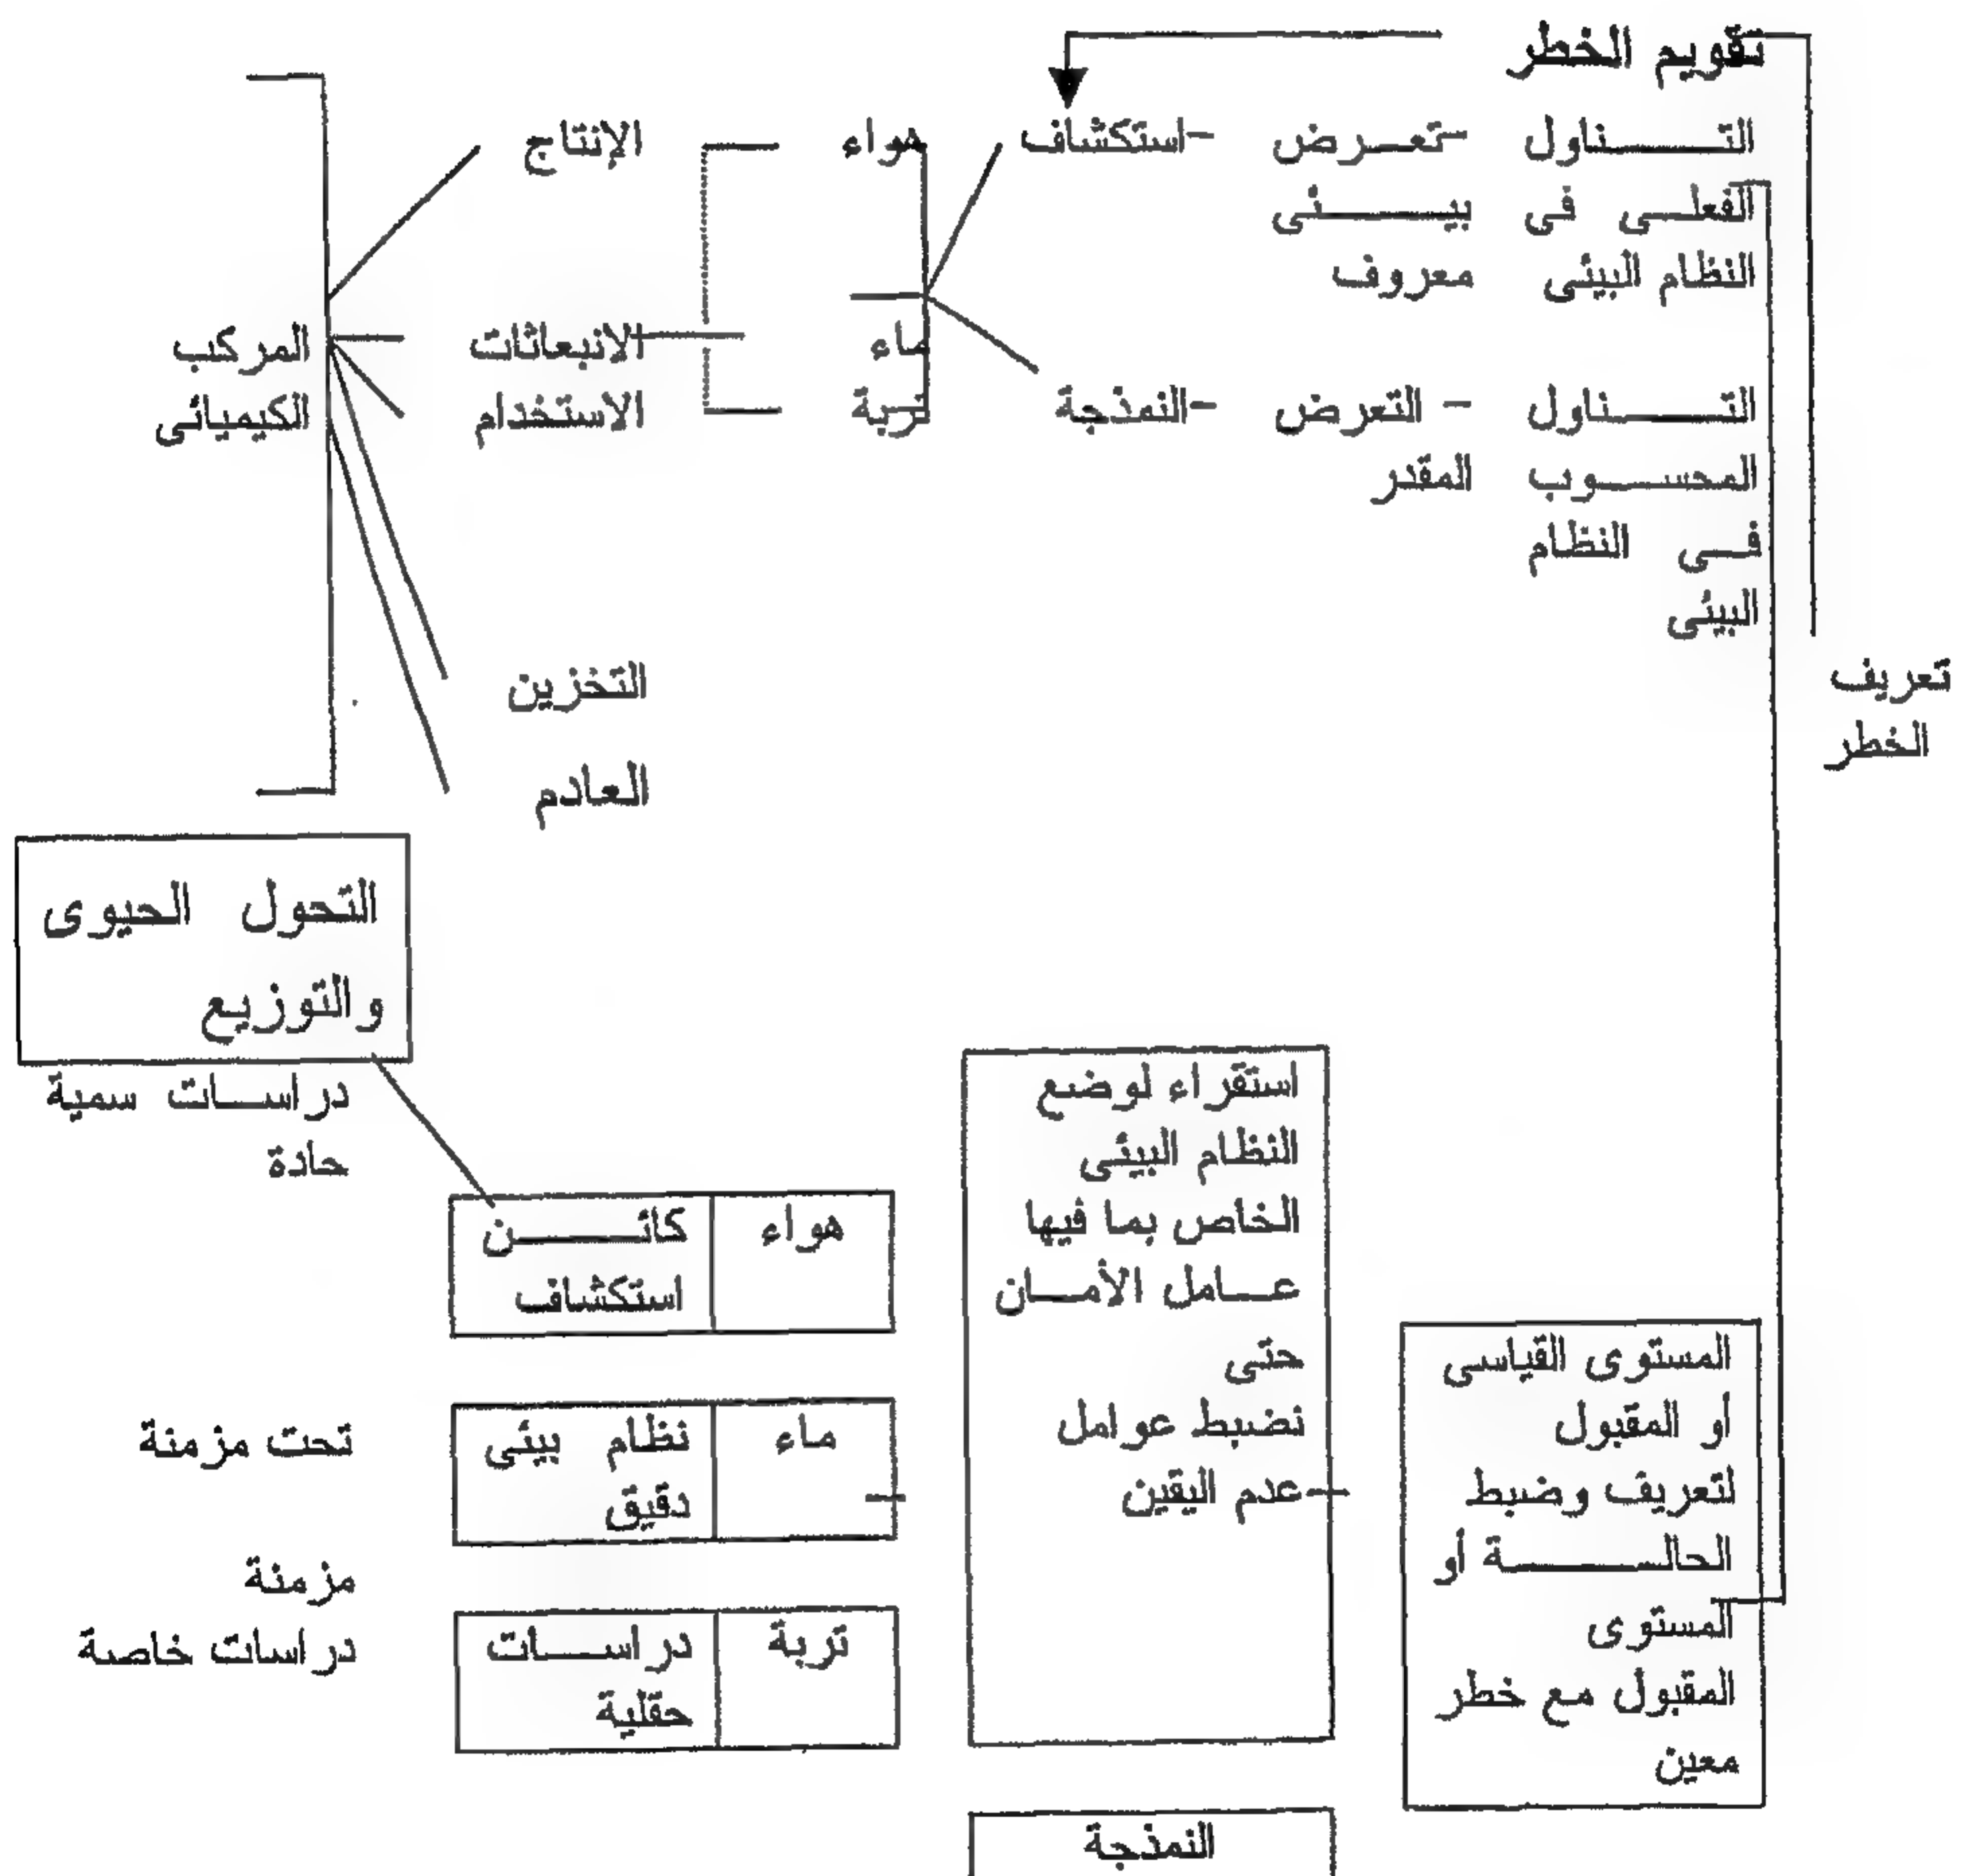 تقويم الخطر
التناول -تعرض -استكشاف هواء الإنتاج
الفعلى فى بيئى
النظام البيئى معروف
ماء الانبعاثات المركب
التناول - التعرض -النمذجة تربة الاستخدام الكيميائى
المحسوب المقدر
فى النظام
البيئى
تعريف
الخطر
التخزين
العادم
التحول الحيوى
والتوزيع
دراسات سمية
حادة
استقراء لوضع
النظام البيئى
الخاص بما فيها
عامل الأمان
حتى
نضبط عوامل
عدم اليقين-
هواء كائن
استكشاف
ماء نظام بيئى
دقيق
تربة دراسات
حقلية
تحت مزمنة
مزمنة
دراسات خاصة
المستوى القياسى
أو المقبول
لتعريف وضبط
الحالة أو
المستوى
المقبول مع خطر
معين
النمذجة